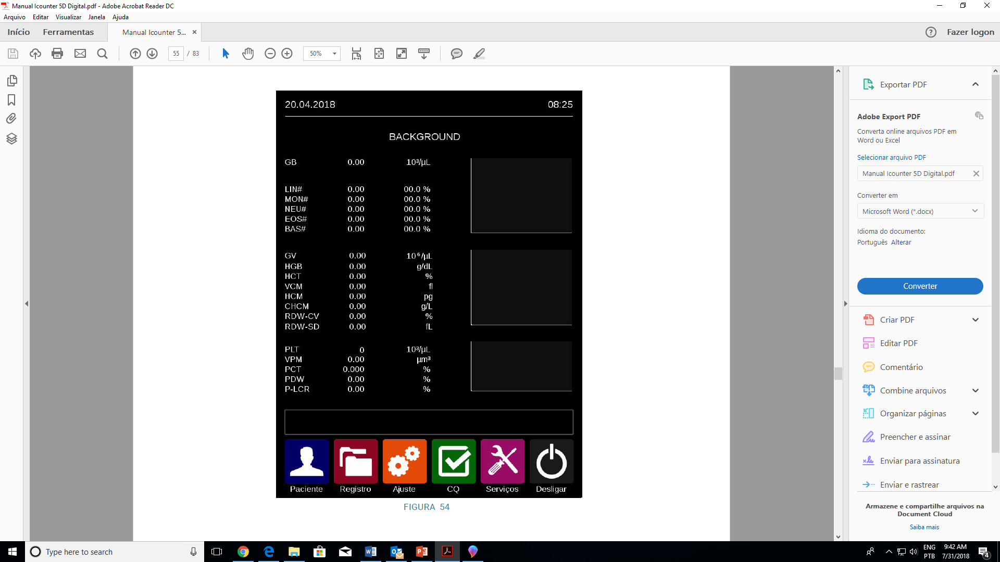 Manual Icounter 5D Digital.pdf - Adobe Acrobat Reader DC
Arquivo Editar Visualizar Janela Ajuda
Início Ferramentas Manual Icounter 5... Fazer logon
55 / 83 50%
20.04.2018 08:25
BACKGROUND
GB 0.00 10³/µL
LIN# 0.00 00.0 %
MON# 0.00 00.0 %
NEU# 0.00 00.0 %
EOS# 0.00 00.0 %
BAS# 0.00 00.0 %
GV 0.00 10⁶/µL
HGB 0.00 g/dL
HCT 0.00 %
VCM 0.00 fl
HCM 0.00 pg
CHCM 0.00 g/L
RDW-CV 0.00 %
RDW-SD 0.00 fL
PLT 0 10³/µL
VPM 0.00 µm³
PCT 0.000 %
PDW 0.00 %
P-LCR 0.00 %
Paciente Registro Ajuste CQ Serviços Desligar
FIGURA 54
Exportar PDF
Adobe Export PDF
Converta online arquivos PDF em
Word ou Excel
Selecionar arquivo PDF
Manual Icounter 5D Digital.pdf
Converter em
Microsoft Word (*.docx)
Idioma do documento:
Português Alterar
Converter
Criar PDF
Editar PDF
Comentário
Combine arquivos
Organizar páginas
Preencher e assinar
Enviar para assinatura
Enviar e rastrear
Armazene e compartilhe arquivos na
Document Cloud
Saiba mais
Type here to search
ENG
PTB
9:42 AM
7/31/2018
4